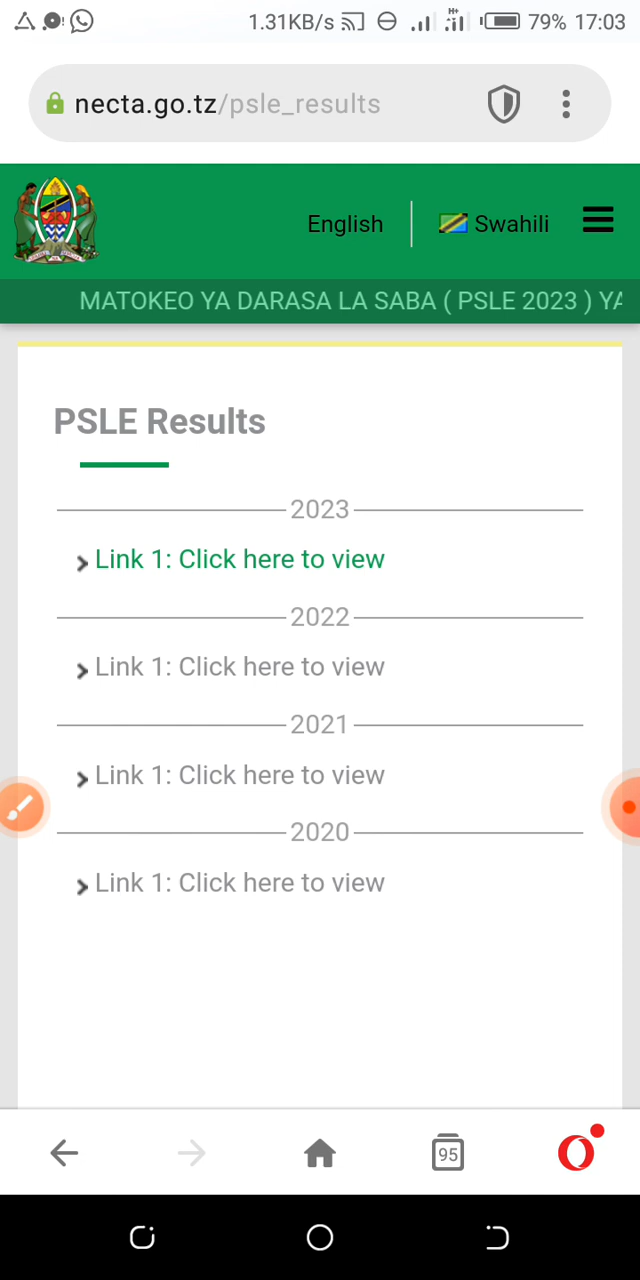 1.31KB/s H+ 79% 17:03
necta.go.tz/psle_results
English Swahili
MATOKEO YA DARASA LA SABA ( PSLE 2023 ) YA
PSLE Results
2023
Link 1: Click here to view
2022
Link 1: Click here to view
2021
Link 1: Click here to view
2020
Link 1: Click here to view
95